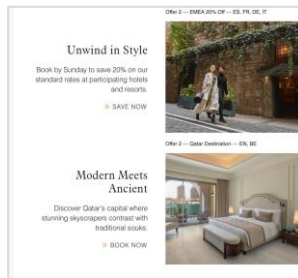 Offer 2 — EMEA 20% Off — ES, FR, DE, IT
Unwind in Style
Book by Sunday to save 20% on our
standard rates at participating hotels
and resorts.
SAVE NOW
Offer 2 — Qatar Destination — EN, BE
Modern Meets
Ancient
Discover Qatar's capital where
stunning skyscrapers contrast with
traditional souks.
BOOK NOW